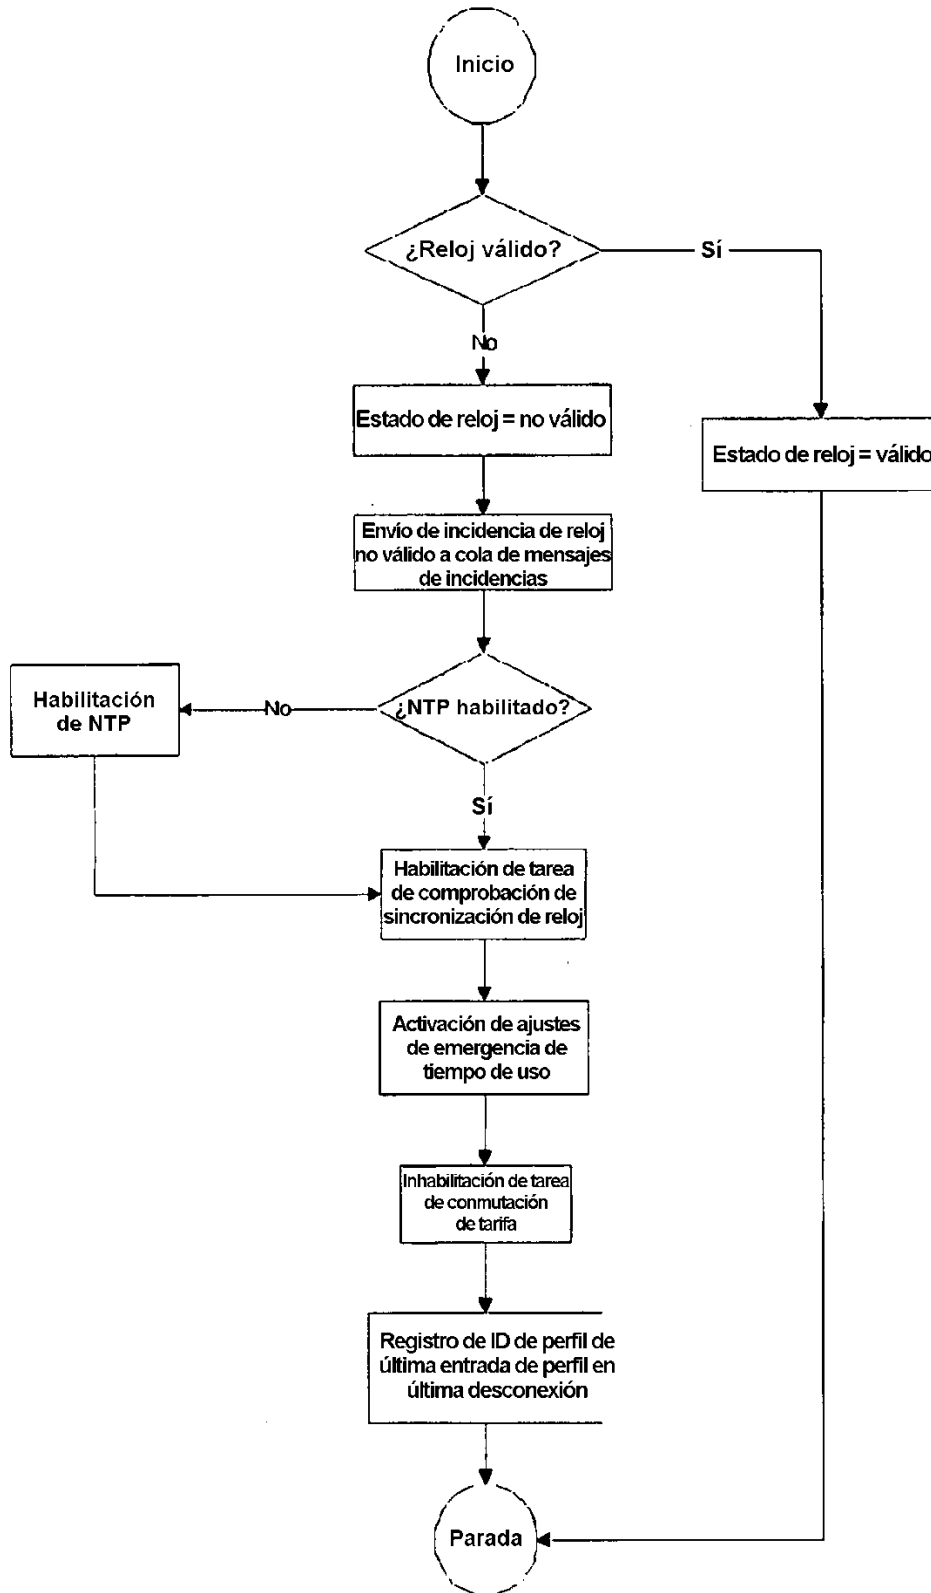 Inicio
¿Reloj válido?
Sí
No
Estado de reloj = no válido
Estado de reloj = válido
Envío de incidencia de reloj
no válido a cola de mensajes
de incidencias
Habilitación
de NTP
No
¿NTP habilitado?
Sí
Habilitación de tarea
de comprobación de
sincronización de reloj
Activación de ajustes
de emergencia de
tiempo de uso
Inhabilitación de tarea
de conmutación
de tarifa
Registro de ID de perfil de
última entrada de perfil en
última desconexión
Parada